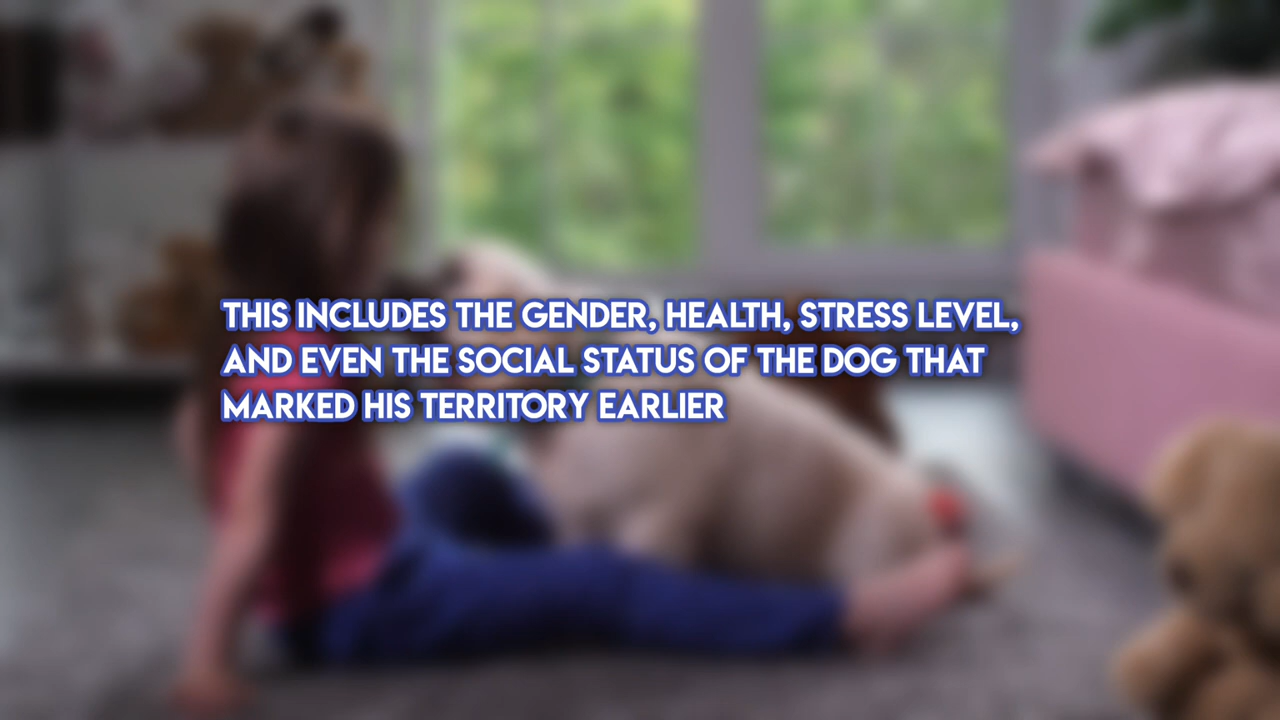 THIS INCLUDES THE GENDER, HEALTH, STRESS LEVEL,
AND EVEN THE SOCIAL STATUS OF THE DOG THAT
MARKED HIS TERRITORY EARLIER